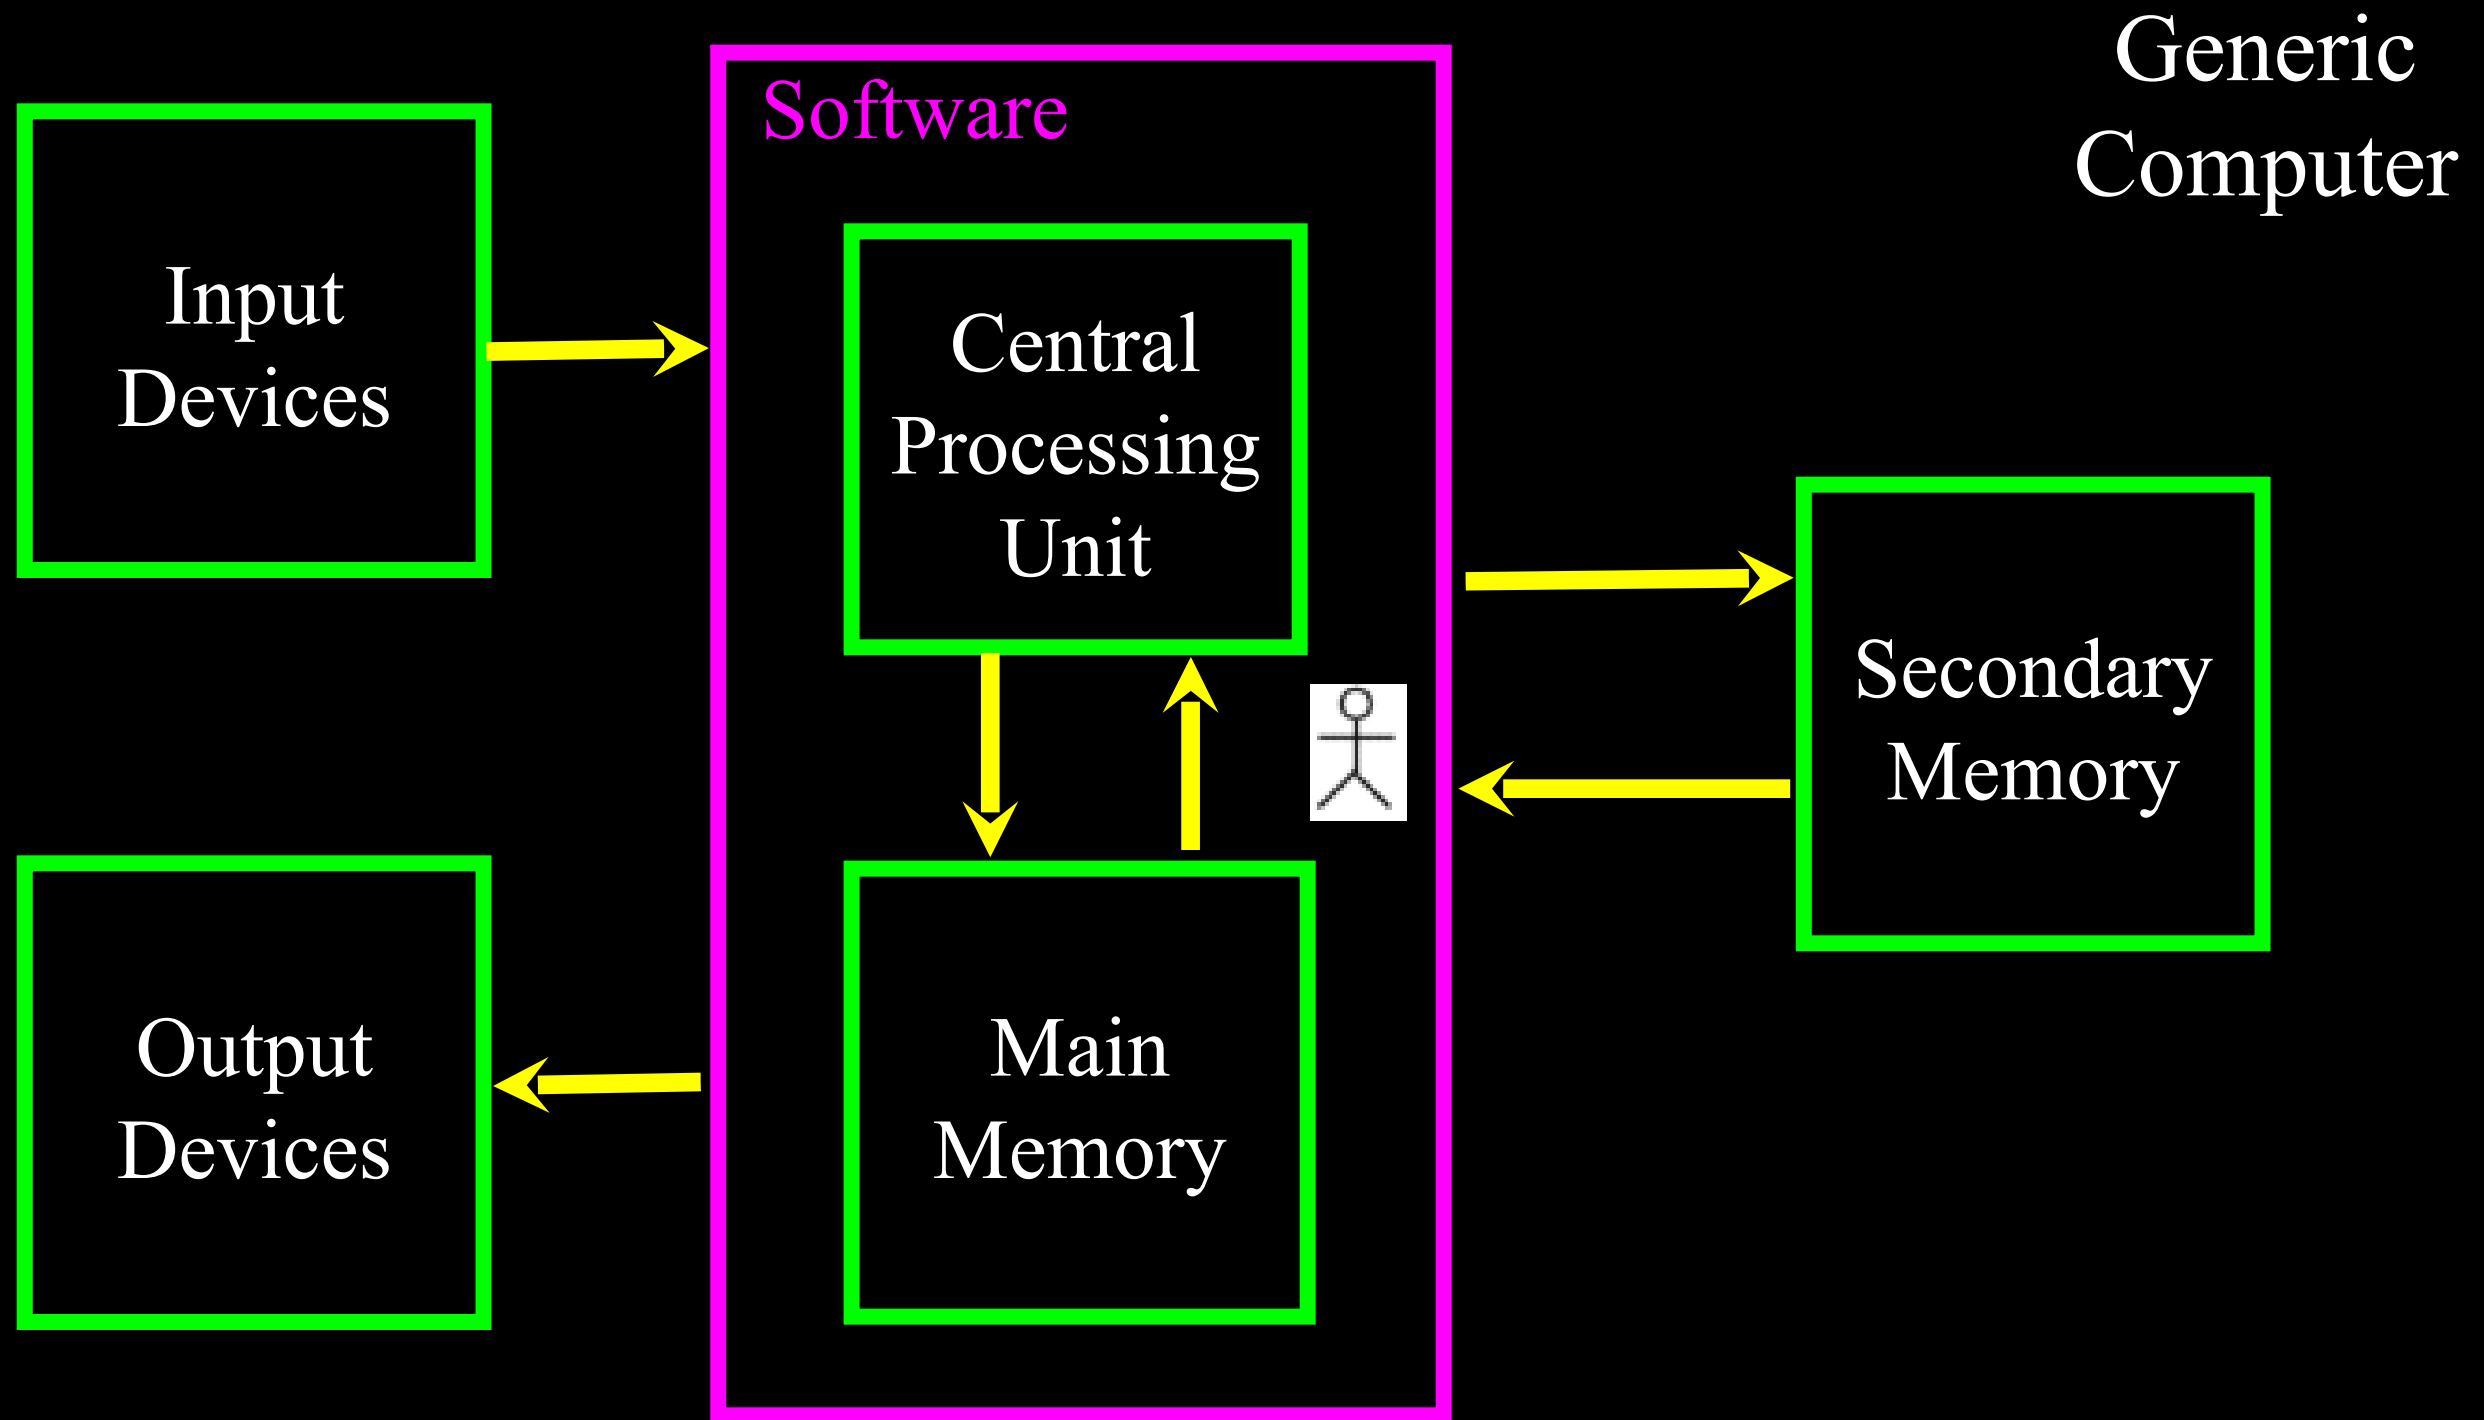 Generic
Computer
Software
Input
Devices
Central
Processing
Unit
Secondary
Memory
Output
Devices
Main
Memory